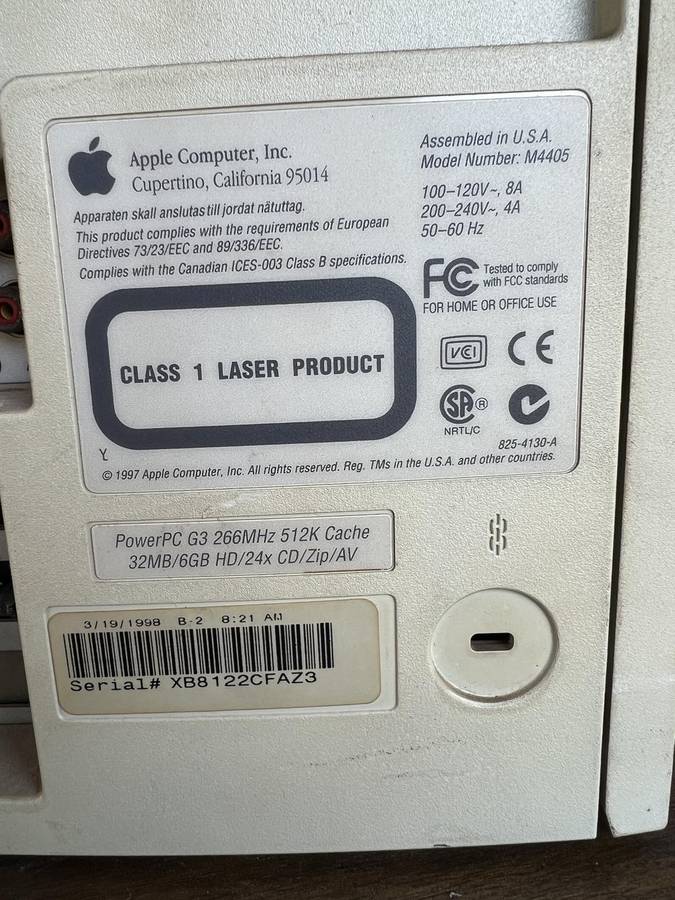 Apple Computer, Inc.
Cupertino, California 95014
Apparaten skall anslutas till jordat nätuttag.
This product complies with the requirements of European
Directives 73/23/EEC and 89/336/EEC.
Complies with the Canadian ICES-003 Class B specifications.
CLASS 1 LASER PRODUCT
Assembled in U.S.A.
Model Number: M4405
100–120V~, 8A
200–240V~, 4A
50–60 Hz
FC Tested to comply
with FCC standards
FOR HOME OR OFFICE USE
VCI CE
SA ®
NRTL/C
825-4130-A
Y
© 1997 Apple Computer, Inc. All rights reserved. Reg. TMs in the U.S.A. and other countries.
PowerPC G3 266MHz 512K Cache
32MB/6GB HD/24x CD/Zip/AV
3/19/1998 B-2 8:21 AM
Serial# XB8122CFAZ3